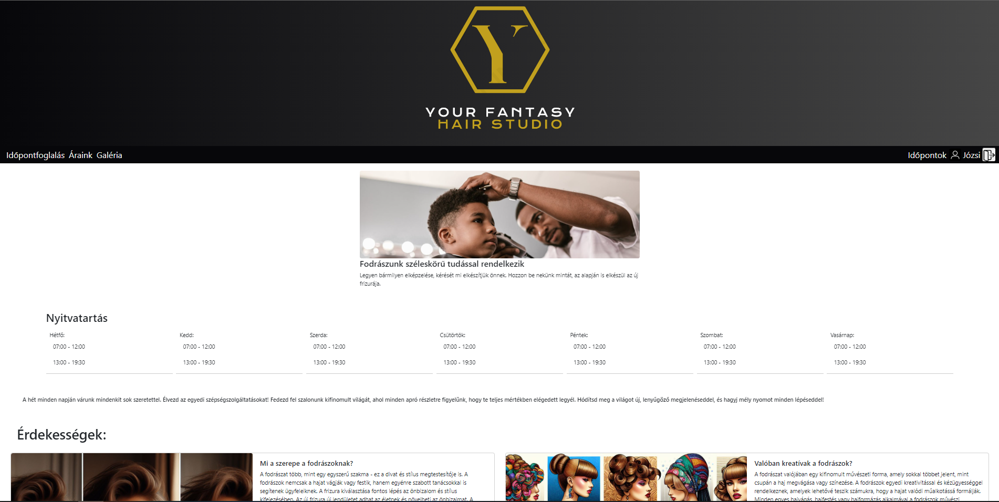 Y
YOUR FANTASY
HAIR STUDIO
Időpontfoglalás Áraink Galéria
Időpontok Józsi
Fodrászunk széleskörű tudással rendelkezik
Legyen bármilyen elképzelése, kérését mi elkészítjük önnek. Hozzon be nekünk mintát, az alapján is elkészül az új
frizurája.
Nyitvatartás
Hétfő: Kedd: Szerda: Csütörtök: Péntek: Szombat: Vasárnap:
07:00 - 12:00 07:00 - 12:00 07:00 - 12:00 07:00 - 12:00 07:00 - 12:00 07:00 - 12:00 07:00 - 12:00
13:00 - 19:30 13:00 - 19:30 13:00 - 19:30 13:00 - 19:30 13:00 - 19:30 13:00 - 19:30 13:00 - 19:30
A hét minden napján várunk mindenkit sok szeretettel. Élvezd az egyedi szépségszolgáltatásokat! Fedezd fel szalonunk kifinomult világát, ahol minden apró részletre figyelünk, hogy te teljes mértékben elégedett legyél. Hódítsd meg a világot új, lenyűgöző megjelenéseddel, és hagyj mély nyomot minden lépéseddel!
Érdekességek:
Mi a szerepe a fodrászoknak?
A fodrászat több, mint egy egyszerű szakma - ez a divat és stílus megtestesítője is. A
fodrászok nemcsak a hajat vágják vagy festik, hanem egyénre szabott tanácsokkal is
segítenek ügyfeleiknek. A frizura kiválasztása fontos lépés az önbizalom és stílus
kifejezésében. Az új frizura új lendületet adhat az életnek és növelheti az önbizalmat. A
Valóban kreatívak a fodrászok?
A fodrászat valójában egy kifinomult művészeti forma, amely sokkal többet jelent, mint
csupán a haj megvágása vagy színezése. A fodrászok egyedi kreativitással és kézügyességgel
rendelkeznek, amelyek lehetővé teszik számukra, hogy a hajat valódi műalkotássá formálják.
Minden egyes hajvágás, hajfestés vagy hajformázás alkalmával a fodrászok művészi